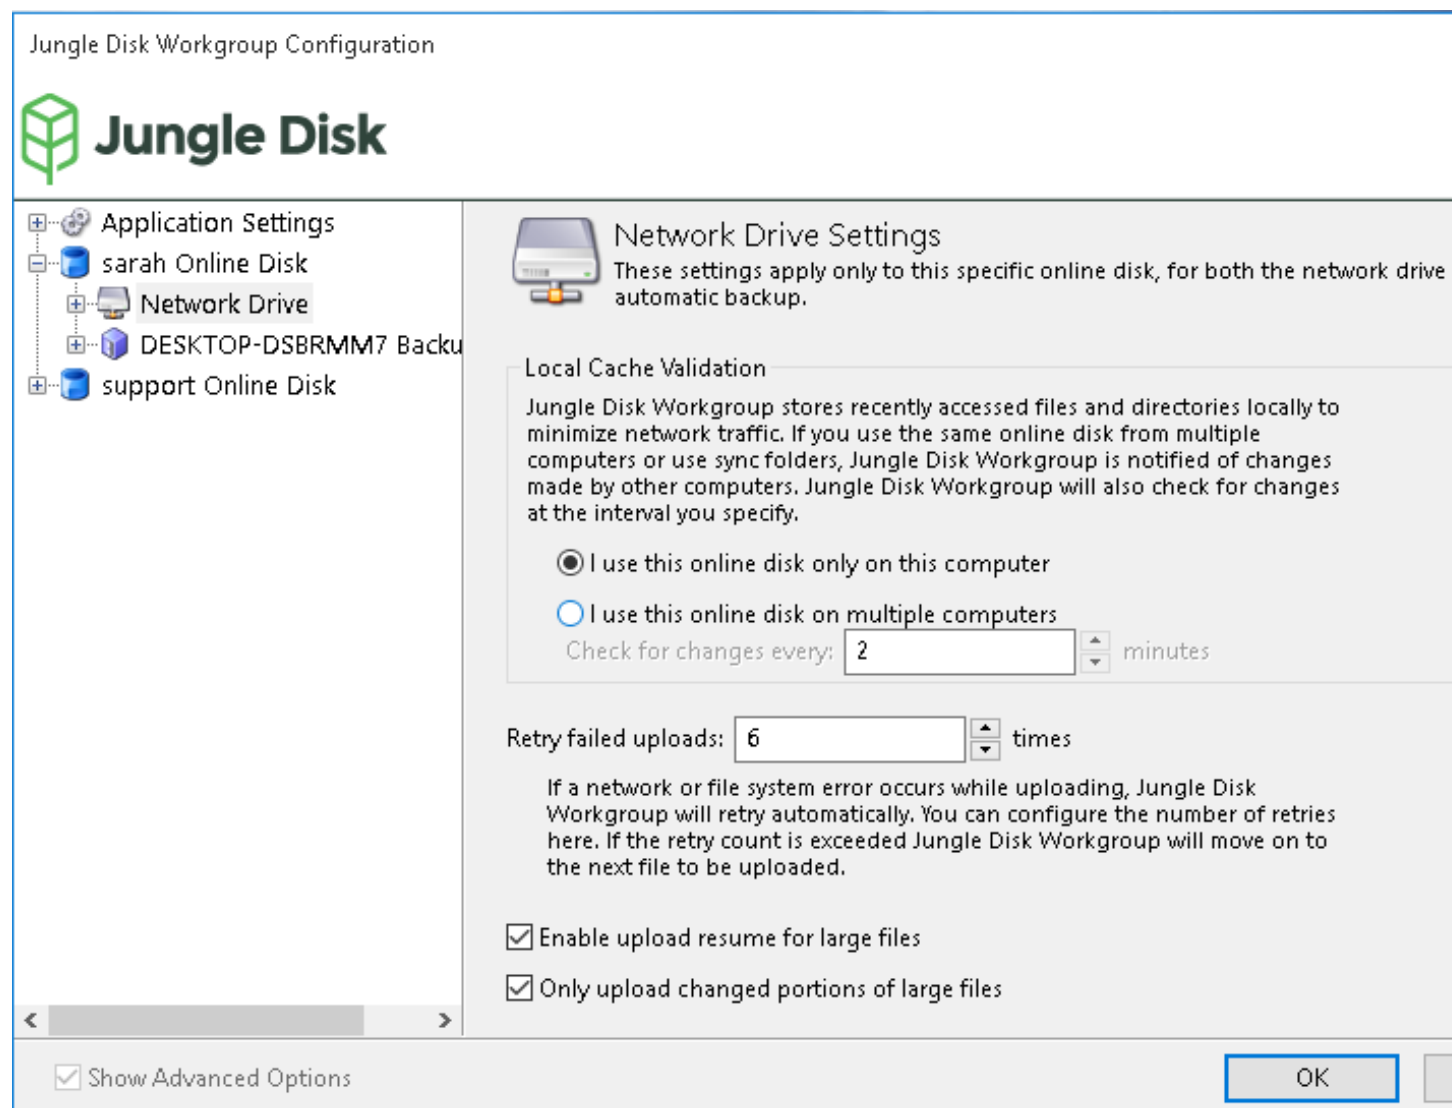 Jungle Disk Workgroup Configuration
Jungle Disk
Application Settings
sarah Online Disk
Network Drive
DESKTOP-DSBRMM7 Backu
support Online Disk
Network Drive Settings
These settings apply only to this specific online disk, for both the network drive
automatic backup.
Local Cache Validation
Jungle Disk Workgroup stores recently accessed files and directories locally to
minimize network traffic. If you use the same online disk from multiple
computers or use sync folders, Jungle Disk Workgroup is notified of changes
made by other computers. Jungle Disk Workgroup will also check for changes
at the interval you specify.
I use this online disk only on this computer
I use this online disk on multiple computers
Check for changes every: 2 minutes
Retry failed uploads: 6 times
If a network or file system error occurs while uploading, Jungle Disk
Workgroup will retry automatically. You can configure the number of retries
here. If the retry count is exceeded Jungle Disk Workgroup will move on to
the next file to be uploaded.
Enable upload resume for large files
Only upload changed portions of large files
Show Advanced Options
OK